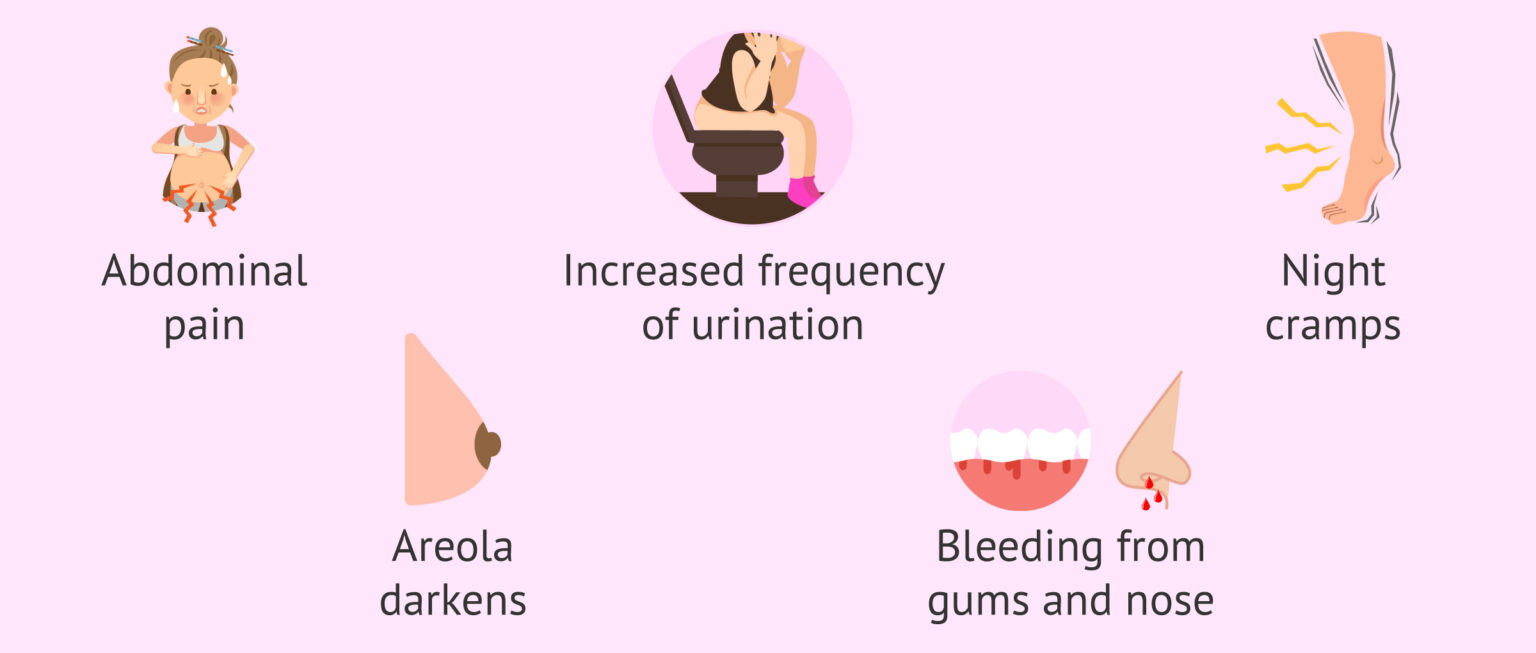 Abdominal
pain
Increased frequency
of urination
Night
cramps
Areola
darkens
Bleeding from
gums and nose